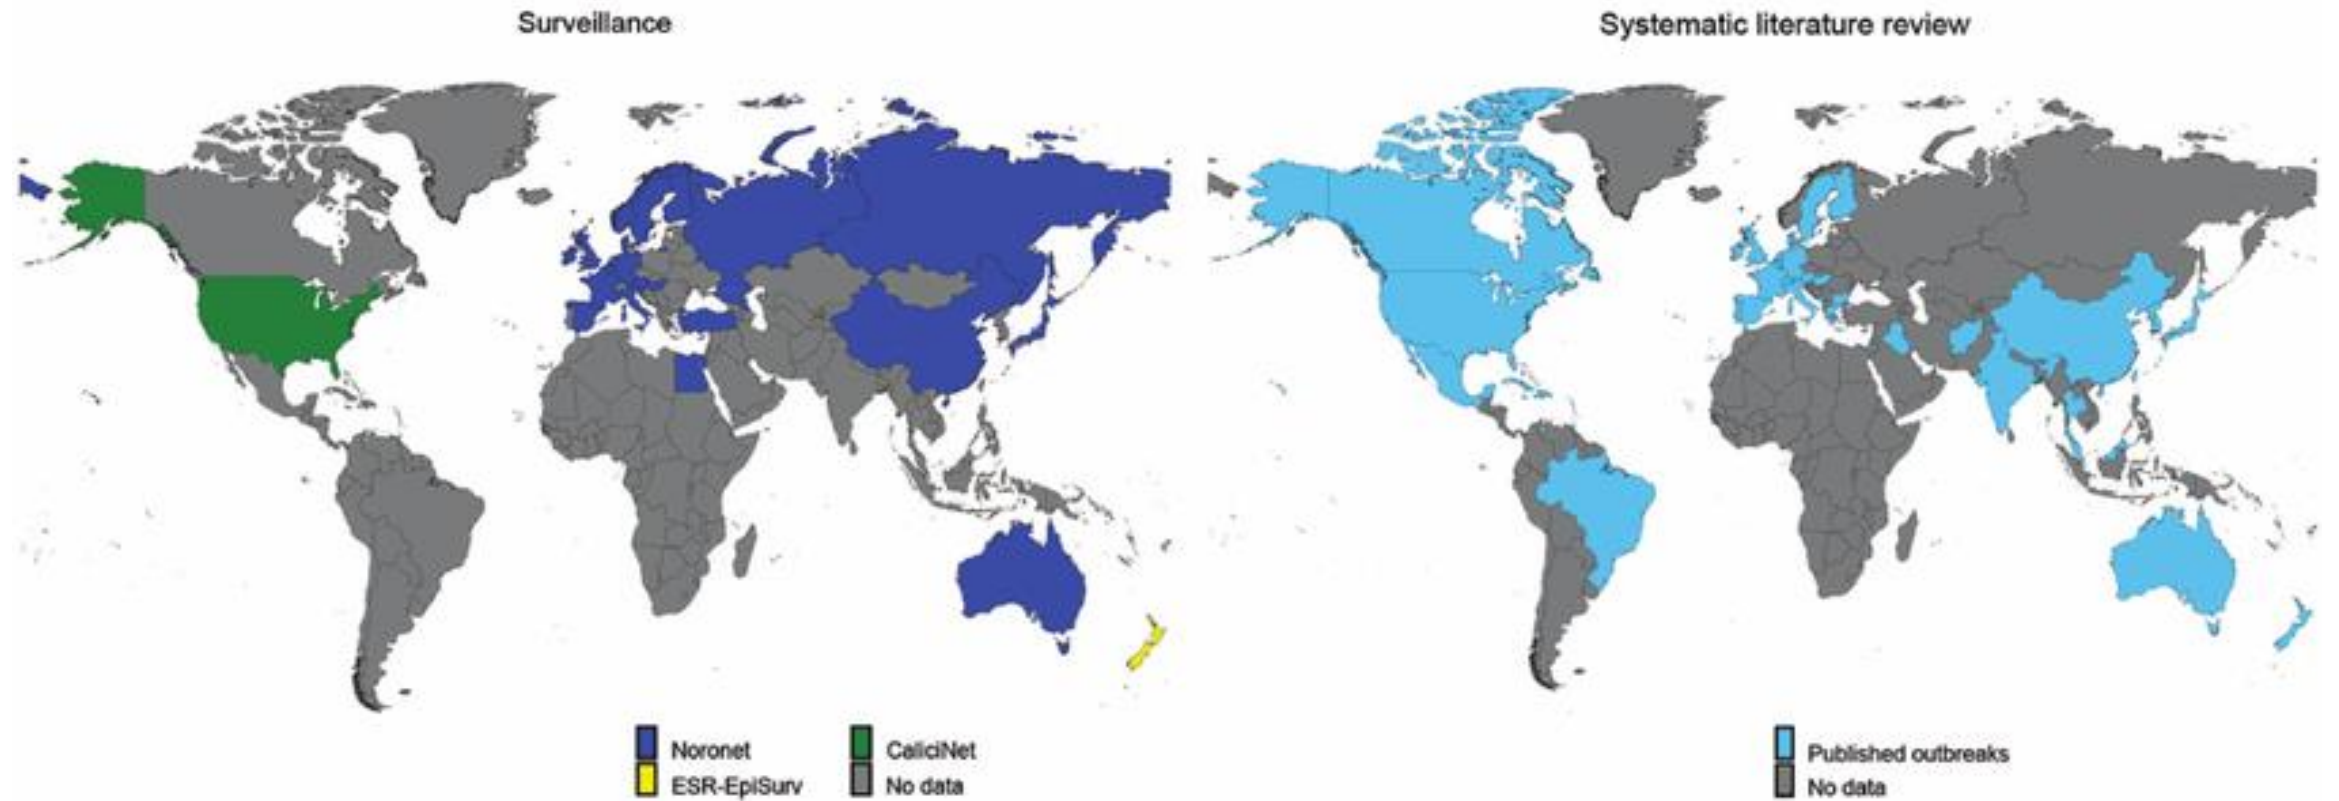 Surveillance
Systematic literature review
Noronet
CaliciNet
ESR-EpiSurv
No data
Published outbreaks
No data